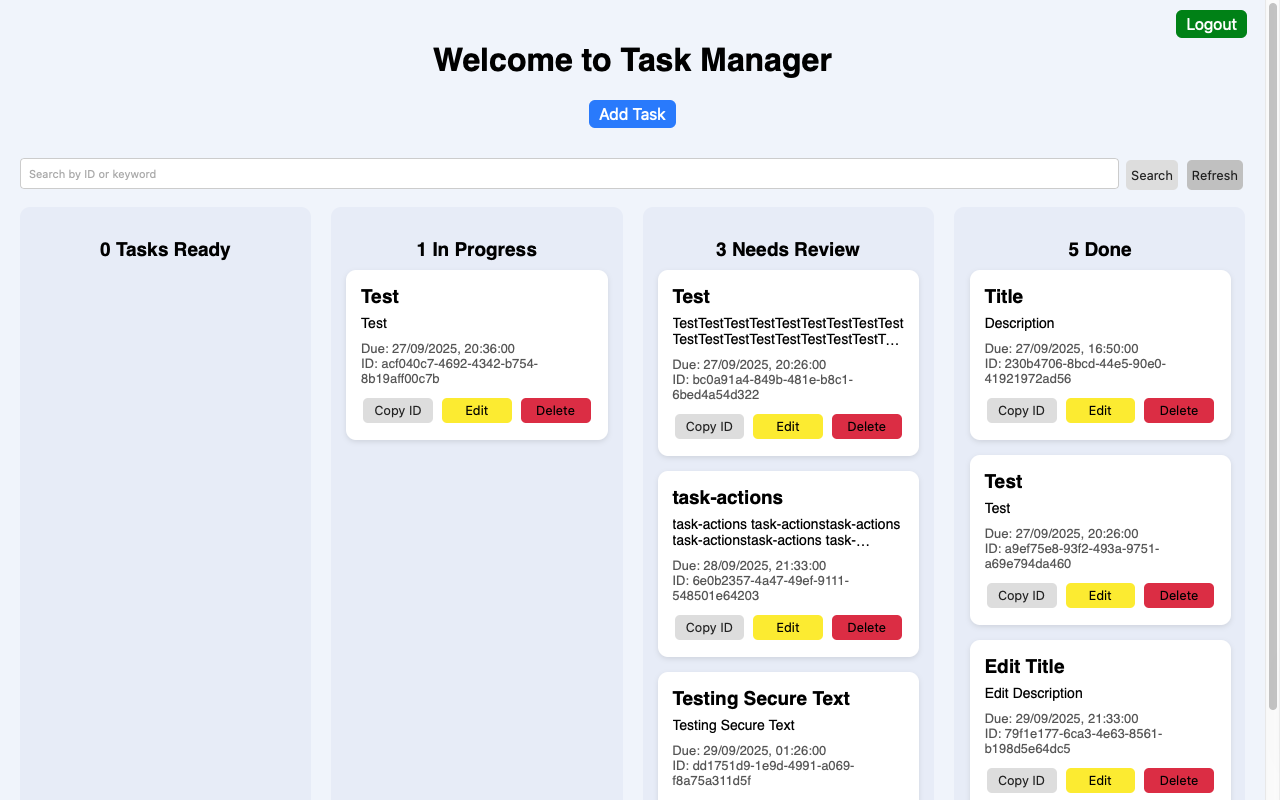 Logout
Welcome to Task Manager
Add Task
Search by ID or keyword
Search
Refresh
0 Tasks Ready
1 In Progress
Test
Test
Due: 27/09/2025, 20:36:00
ID: acf040c7-4692-4342-b754-
8b19aff00c7b
Copy ID
Edit
Delete
3 Needs Review
Test
TestTestTestTestTestTestTestTestTest
TestTestTestTestTestTestTestTestT…
Due: 27/09/2025, 20:26:00
ID: bc0a91a4-849b-481e-b8c1-
6bed4a54d322
Copy ID
Edit
Delete
task-actions
task-actions task-actionstask-actions
task-actionstask-actions task-…
Due: 28/09/2025, 21:33:00
ID: 6e0b2357-4a47-49ef-9111-
548501e64203
Copy ID
Edit
Delete
Testing Secure Text
Testing Secure Text
Due: 29/09/2025, 01:26:00
ID: dd1751d9-1e9d-4991-a069-
f8a75a311d5f
5 Done
Title
Description
Due: 27/09/2025, 16:50:00
ID: 230b4706-8bcd-44e5-90e0-
41921972ad56
Copy ID
Edit
Delete
Test
Test
Due: 27/09/2025, 20:26:00
ID: a9ef75e8-93f2-493a-9751-
a69e794da460
Copy ID
Edit
Delete
Edit Title
Edit Description
Due: 29/09/2025, 21:33:00
ID: 79f1e177-6ca3-4e63-8561-
b198d5e64dc5
Copy ID
Edit
Delete